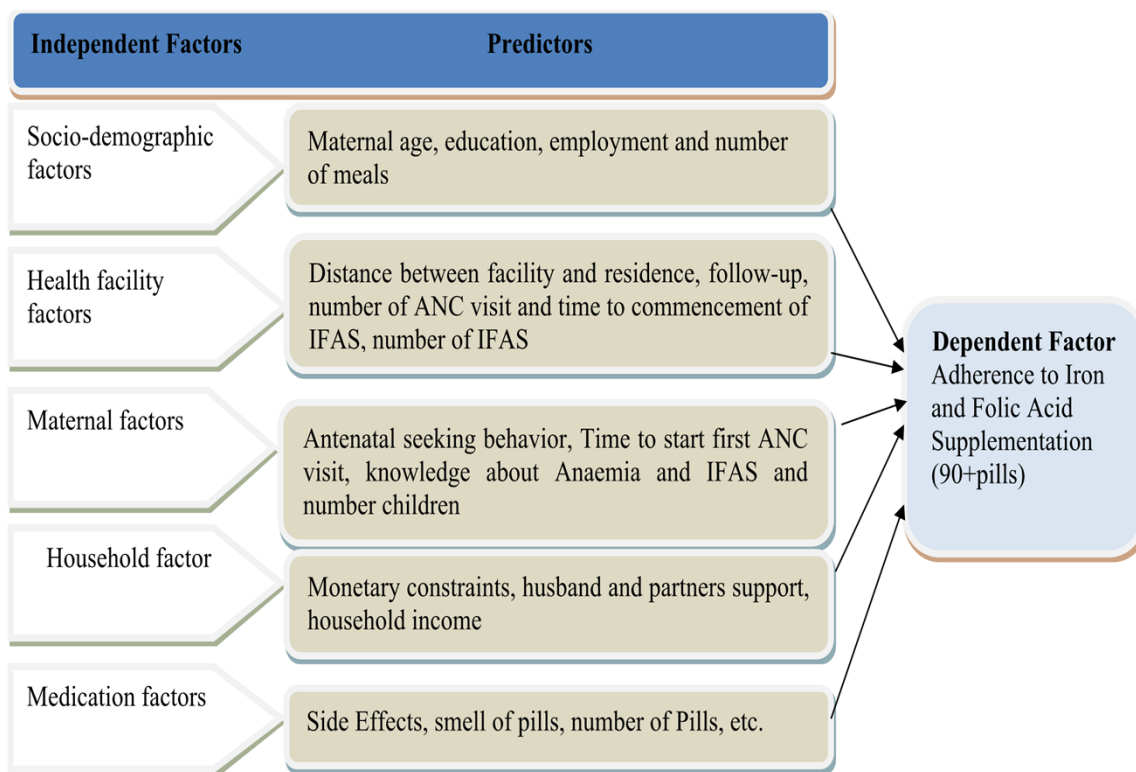 Independent Factors
Predictors
Socio-demographic
factors
Maternal age, education, employment and number
of meals
Health facility
factors
Distance between facility and residence, follow-up,
number of ANC visit and time to commencement of
IFAS, number of IFAS
Maternal factors
Antenatal seeking behavior, Time to start first ANC
visit, knowledge about Anaemia and IFAS and
number children
Household factor
Monetary constraints, husband and partners support,
household income
Medication factors
Side Effects, smell of pills, number of Pills, etc.
Dependent Factor
Adherence to Iron
and Folic Acid
Supplementation
(90+pills)